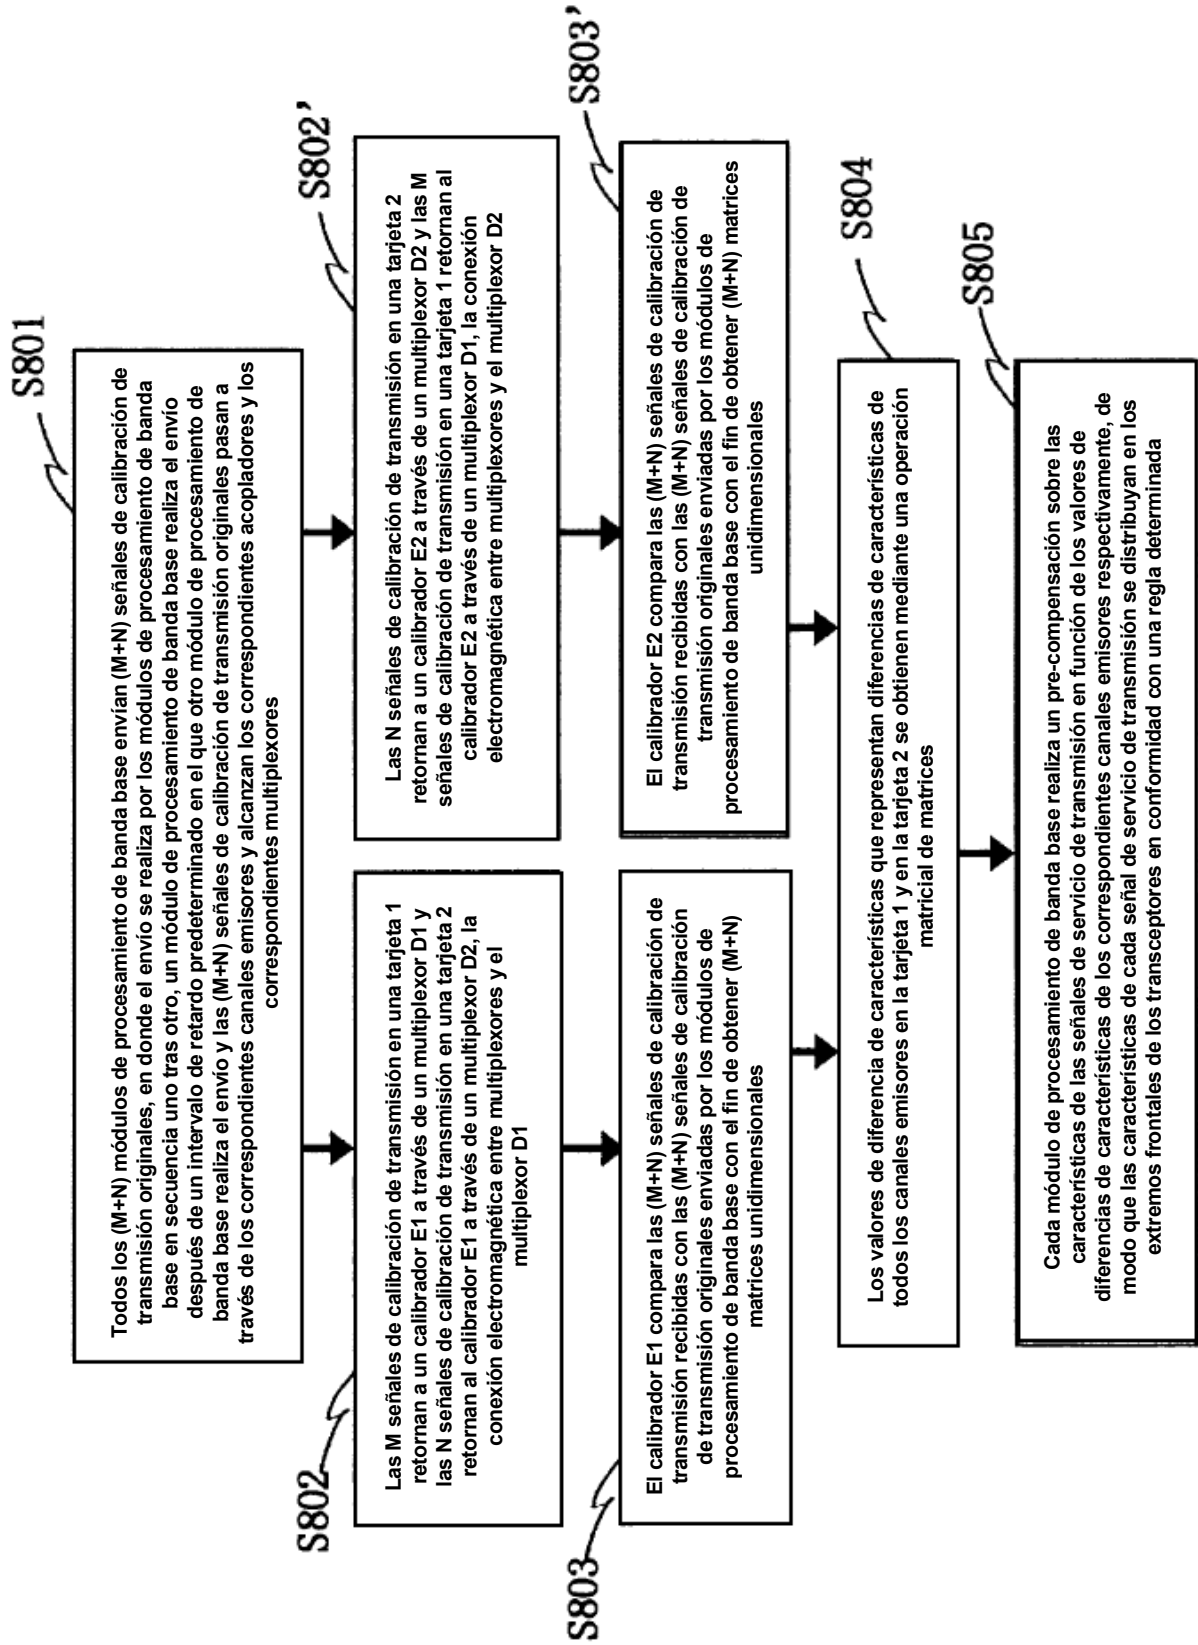 S801
Todos los (M+N) módulos de procesamiento de banda base envían (M+N) señales de calibración de
transmisión originales, en donde el envío se realiza por los módulos de procesamiento de banda
base en secuencia uno tras otro, un módulo de procesamiento de banda base realiza el envío
después de un intervalo de retardo predeterminado en el que otro módulo de procesamiento de
banda base realiza el envío y las (M+N) señales de calibración de transmisión originales pasan a
través de los correspondientes canales emisores y alcanzan los correspondientes acopladores y los
correspondientes multiplexores
S802
Las M señales de calibración de transmisión en una tarjeta 1
retornan a un calibrador E1 a través de un multiplexor D1 y
las N señales de calibración de transmisión en una tarjeta 2
retornan al calibrador E1 a través de un multiplexor D2, la
conexión electromagnética entre multiplexores y el
multiplexor D1
S802’
Las N señales de calibración de transmisión en una tarjeta 2
retornan a un calibrador E2 a través de un multiplexor D2 y las M
señales de calibración de transmisión en una tarjeta 1 retornan al
calibrador E2 a través de un multiplexor D1, la conexión
electromagnética entre multiplexores y el multiplexor D2
S803
El calibrador E1 compara las (M+N) señales de calibración de
transmisión recibidas con las (M+N) señales de calibración
de transmisión originales enviadas por los módulos de
procesamiento de banda base con el fin de obtener (M+N)
matrices unidimensionales
S803’
El calibrador E2 compara las (M+N) señales de calibración de
transmisión recibidas con las (M+N) señales de calibración de
transmisión originales enviadas por los módulos de
procesamiento de banda base con el fin de obtener (M+N) matrices
unidimensionales
S804
Los valores de diferencia de características que representan diferencias de características de
todos los canales emisores en la tarjeta 1 y en la tarjeta 2 se obtienen mediante una operación
matricial de matrices
S805
Cada módulo de procesamiento de banda base realiza un pre-compensación sobre las
características de las señales de servicio de transmisión en función de los valores de
diferencias de características de los correspondientes canales emisores respectivamente, de
modo que las características de cada señal de servicio de transmisión se distribuyan en los
extremos frontales de los transceptores en conformidad con una regla determinada